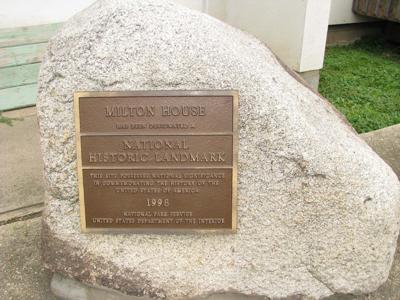 MILTON HOUSE
HAS BEEN DESIGNATED A
NATIONAL
HISTORIC LANDMARK
THIS SITE POSSESSES NATIONAL SIGNIFICANCE
IN COMMEMORATING THE HISTORY OF THE
UNITED STATES OF AMERICA
1998
NATIONAL PARK SERVICE
UNITED STATES DEPARTMENT OF THE INTERIOR